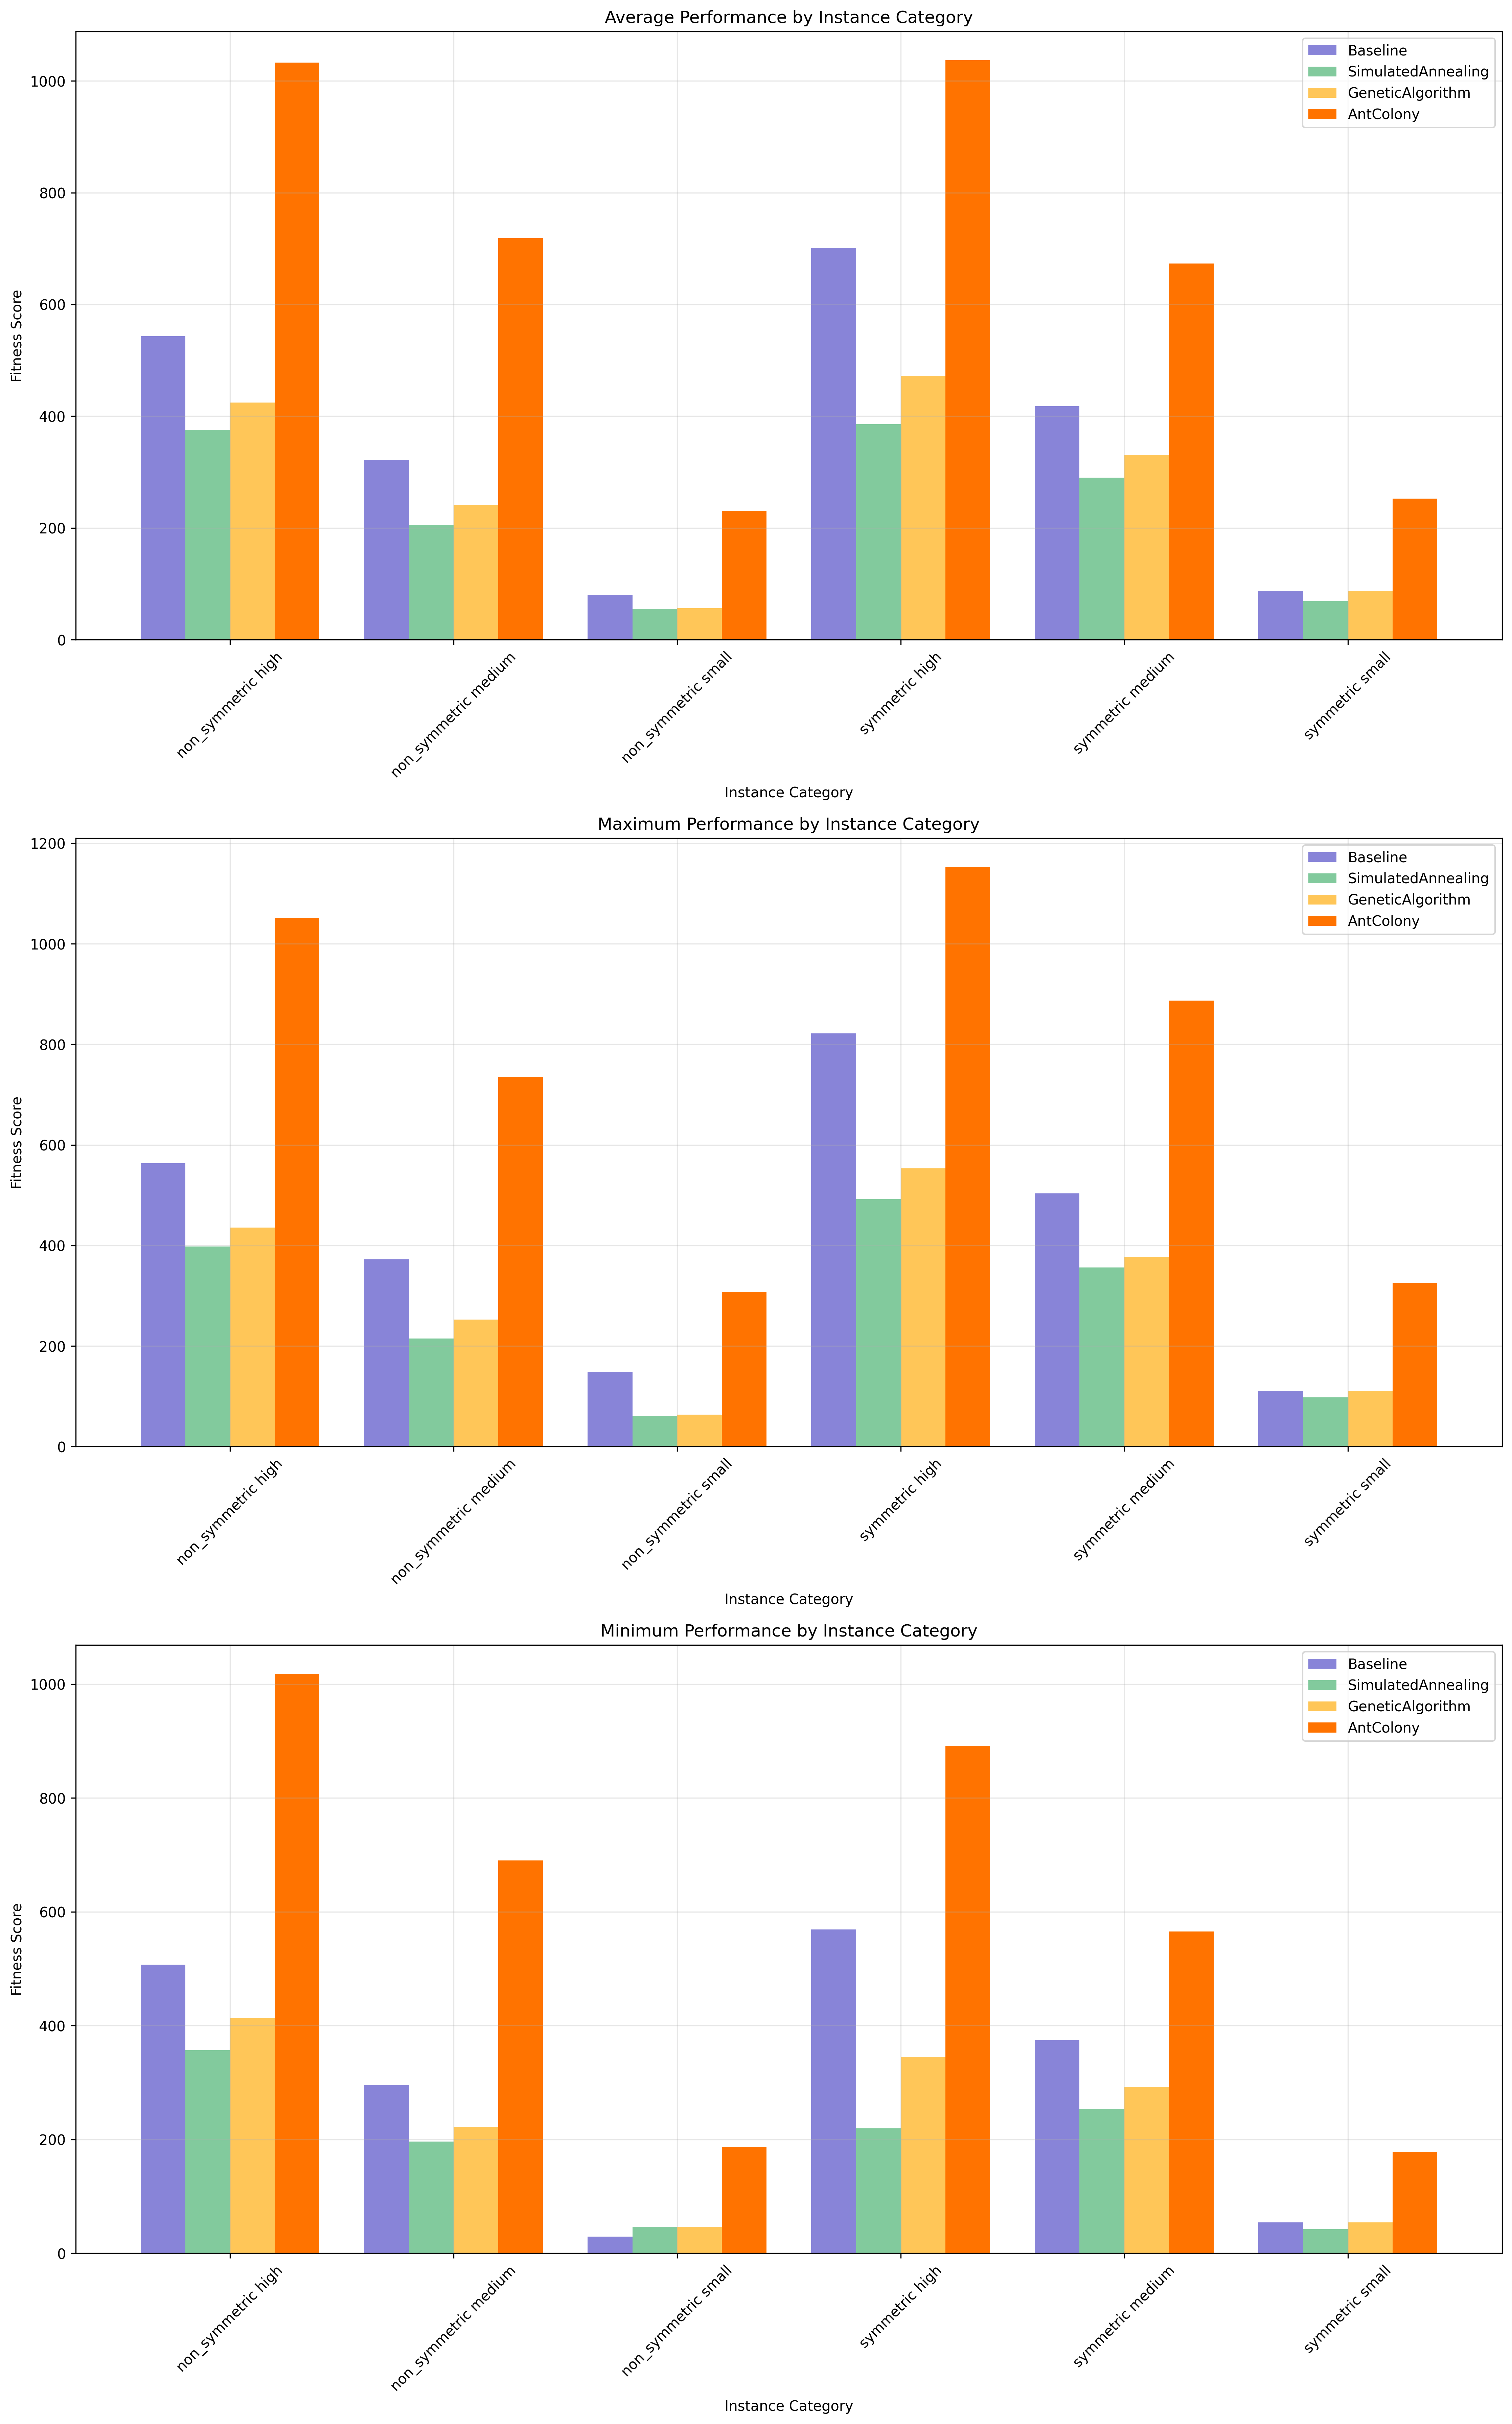 Average Performance by Instance Category
Baseline
SimulatedAnnealing
GeneticAlgorithm
AntColony
1000
800
600
400
200
0
Fitness Score
non_symmetric high
non_symmetric medium
non_symmetric small
symmetric high
symmetric medium
symmetric small
Instance Category
Maximum Performance by Instance Category
Baseline
SimulatedAnnealing
GeneticAlgorithm
AntColony
1200
1000
800
600
400
200
0
Fitness Score
non_symmetric high
non_symmetric medium
non_symmetric small
symmetric high
symmetric medium
symmetric small
Instance Category
Minimum Performance by Instance Category
Baseline
SimulatedAnnealing
GeneticAlgorithm
AntColony
1000
800
600
400
200
0
Fitness Score
non_symmetric high
non_symmetric medium
non_symmetric small
symmetric high
symmetric medium
symmetric small
Instance Category